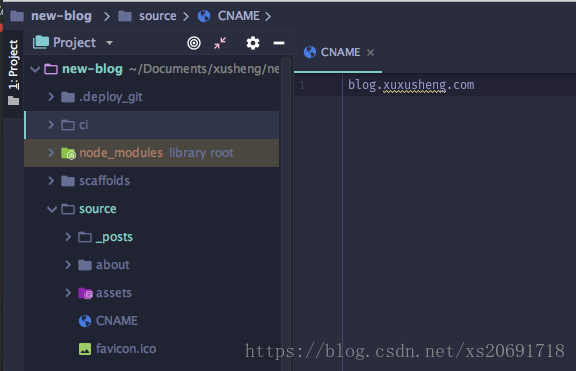 new-blog source CNAME
1: Project
Project
CNAME
new-blog ~/Documents/xusheng/ne
1 blog.xuxusheng.com
.deploy_git
ci
node_modules library root
scaffolds
source
_posts
about
assets
CNAME
favicon.ico
https://blog.csdn.net/xs20691718